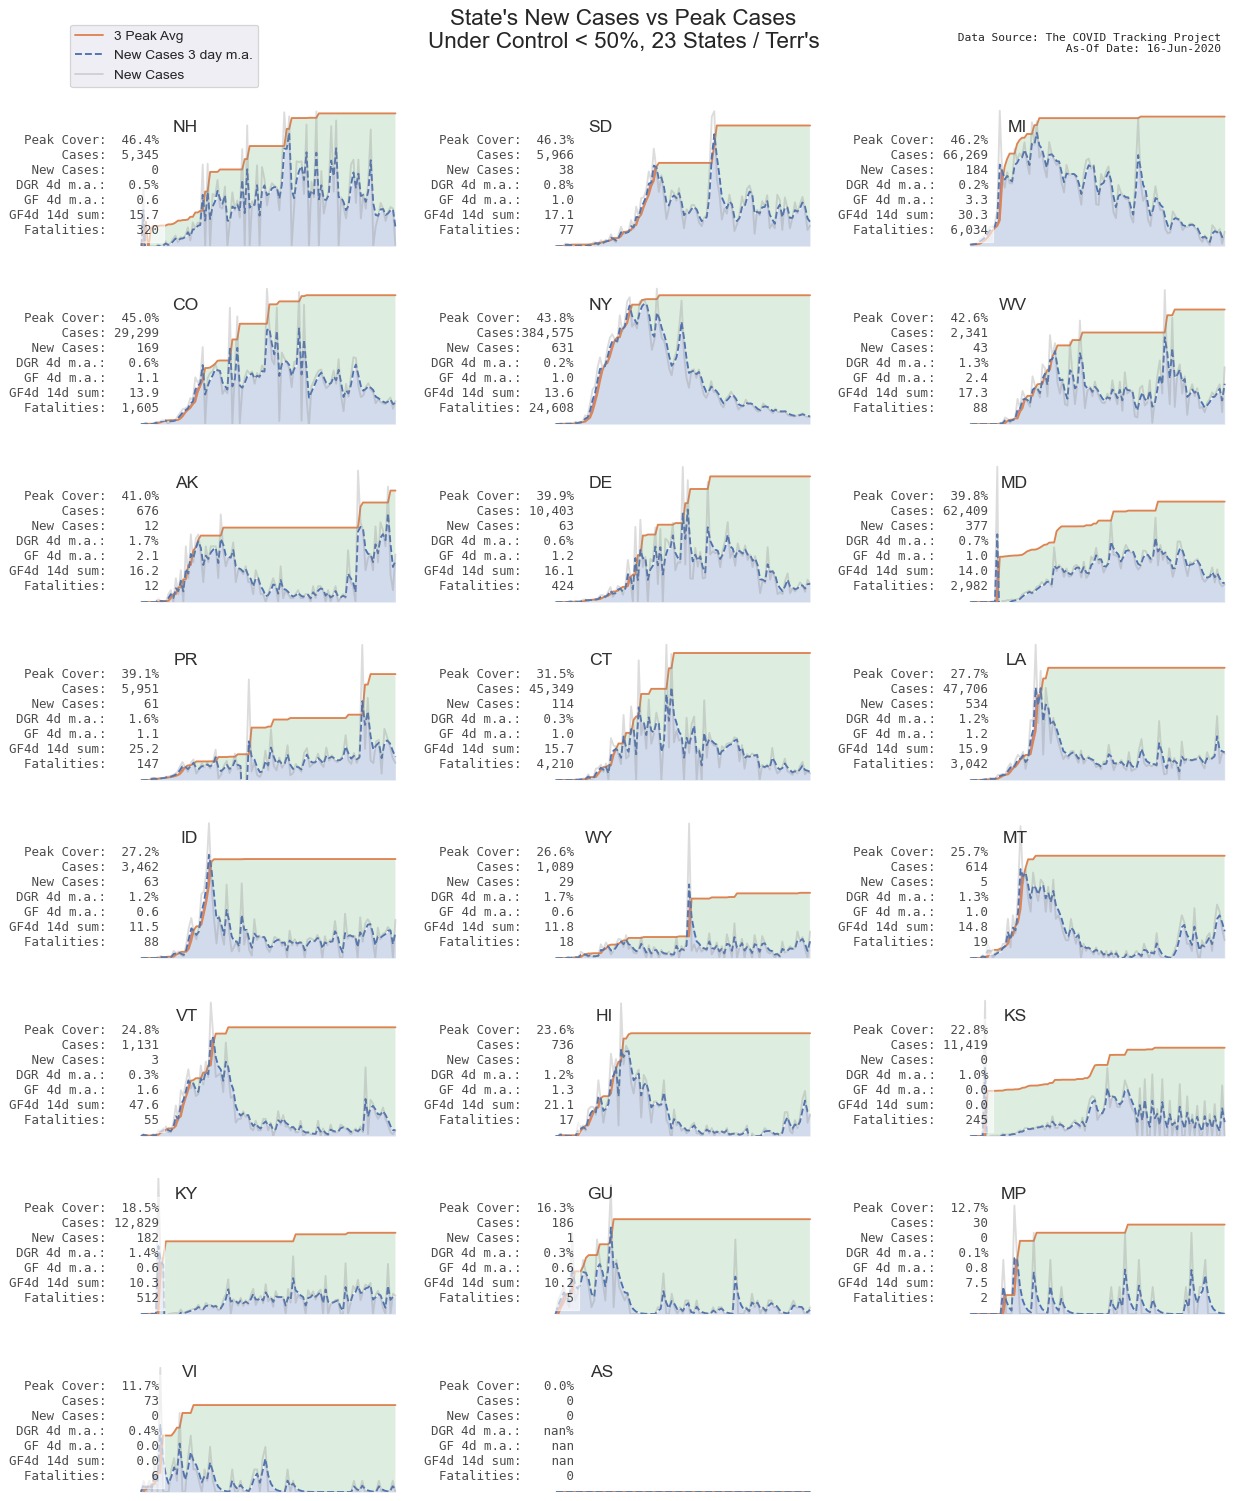 State's New Cases vs Peak Cases
Under Control < 50%, 23 States / Terr's
3 Peak Avg
New Cases 3 day m.a.
New Cases
Data Source: The COVID Tracking Project
As-Of Date: 16-Jun-2020
NH
Peak Cover: 46.4%
Cases: 5,345
New Cases: 0
DGR 4d m.a.: 0.5%
GF 4d m.a.: 0.6
GF4d 14d sum: 15.7
Fatalities: 320
SD
Peak Cover: 46.3%
Cases: 5,966
New Cases: 38
DGR 4d m.a.: 0.8%
GF 4d m.a.: 1.0
GF4d 14d sum: 17.1
Fatalities: 77
MI
Peak Cover: 46.2%
Cases: 66,269
New Cases: 184
DGR 4d m.a.: 0.2%
GF 4d m.a.: 3.3
GF4d 14d sum: 30.3
Fatalities: 6,034
CO
Peak Cover: 45.0%
Cases: 29,299
New Cases: 169
DGR 4d m.a.: 0.6%
GF 4d m.a.: 1.1
GF4d 14d sum: 13.9
Fatalities: 1,605
NY
Peak Cover: 43.8%
Cases:384,575
New Cases: 631
DGR 4d m.a.: 0.2%
GF 4d m.a.: 1.0
GF4d 14d sum: 13.6
Fatalities: 24,608
WV
Peak Cover: 42.6%
Cases: 2,341
New Cases: 43
DGR 4d m.a.: 1.3%
GF 4d m.a.: 2.4
GF4d 14d sum: 17.3
Fatalities: 88
AK
Peak Cover: 41.0%
Cases: 676
New Cases: 12
DGR 4d m.a.: 1.7%
GF 4d m.a.: 2.1
GF4d 14d sum: 16.2
Fatalities: 12
DE
Peak Cover: 39.9%
Cases: 10,403
New Cases: 63
DGR 4d m.a.: 0.6%
GF 4d m.a.: 1.2
GF4d 14d sum: 16.1
Fatalities: 424
MD
Peak Cover: 39.8%
Cases: 62,409
New Cases: 377
DGR 4d m.a.: 0.7%
GF 4d m.a.: 1.0
GF4d 14d sum: 14.0
Fatalities: 2,982
PR
Peak Cover: 39.1%
Cases: 5,951
New Cases: 61
DGR 4d m.a.: 1.6%
GF 4d m.a.: 1.1
GF4d 14d sum: 25.2
Fatalities: 147
CT
Peak Cover: 31.5%
Cases: 45,349
New Cases: 114
DGR 4d m.a.: 0.3%
GF 4d m.a.: 1.0
GF4d 14d sum: 15.7
Fatalities: 4,210
LA
Peak Cover: 27.7%
Cases: 47,706
New Cases: 534
DGR 4d m.a.: 1.2%
GF 4d m.a.: 1.2
GF4d 14d sum: 15.9
Fatalities: 3,042
ID
Peak Cover: 27.2%
Cases: 3,462
New Cases: 63
DGR 4d m.a.: 1.2%
GF 4d m.a.: 0.6
GF4d 14d sum: 11.5
Fatalities: 88
WY
Peak Cover: 26.6%
Cases: 1,089
New Cases: 29
DGR 4d m.a.: 1.7%
GF 4d m.a.: 0.6
GF4d 14d sum: 11.8
Fatalities: 18
MT
Peak Cover: 25.7%
Cases: 614
New Cases: 5
DGR 4d m.a.: 1.3%
GF 4d m.a.: 1.0
GF4d 14d sum: 14.8
Fatalities: 19
VT
Peak Cover: 24.8%
Cases: 1,131
New Cases: 3
DGR 4d m.a.: 0.3%
GF 4d m.a.: 1.6
GF4d 14d sum: 47.6
Fatalities: 55
HI
Peak Cover: 23.6%
Cases: 736
New Cases: 8
DGR 4d m.a.: 1.2%
GF 4d m.a.: 1.3
GF4d 14d sum: 21.1
Fatalities: 17
KS
Peak Cover: 22.8%
Cases: 11,419
New Cases: 0
DGR 4d m.a.: 1.0%
GF 4d m.a.: 0.0
GF4d 14d sum: 0.0
Fatalities: 245
KY
Peak Cover: 18.5%
Cases: 12,829
New Cases: 182
DGR 4d m.a.: 1.4%
GF 4d m.a.: 0.6
GF4d 14d sum: 10.3
Fatalities: 512
GU
Peak Cover: 16.3%
Cases: 186
New Cases: 1
DGR 4d m.a.: 0.3%
GF 4d m.a.: 0.6
GF4d 14d sum: 10.2
Fatalities: 5
MP
Peak Cover: 12.7%
Cases: 30
New Cases: 0
DGR 4d m.a.: 0.1%
GF 4d m.a.: 0.8
GF4d 14d sum: 7.5
Fatalities: 2
VI
Peak Cover: 11.7%
Cases: 73
New Cases: 0
DGR 4d m.a.: 0.4%
GF 4d m.a.: 0.0
GF4d 14d sum: 0.0
Fatalities: 6
AS
Peak Cover: 0.0%
Cases: 0
New Cases: 0
DGR 4d m.a.: nan%
GF 4d m.a.: nan
GF4d 14d sum: nan
Fatalities: 0